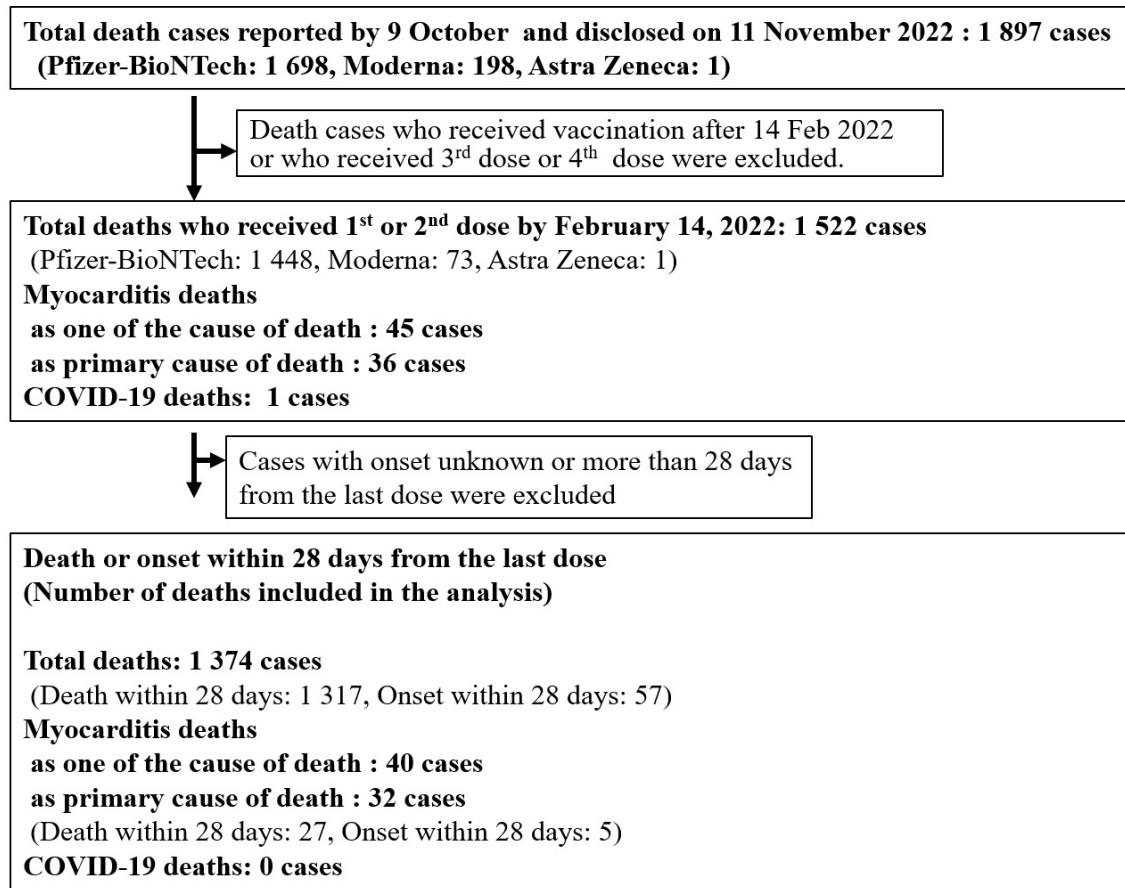 Total death cases reported by 9 October and disclosed on 11 November 2022 : 1 897 cases
(Pfizer-BioNTech: 1 698, Moderna: 198, Astra Zeneca: 1)
Death cases who received vaccination after 14 Feb 2022
or who received 3rd dose or 4th dose were excluded.
Total deaths who received 1st or 2nd dose by February 14, 2022: 1 522 cases
(Pfizer-BioNTech: 1 448, Moderna: 73, Astra Zeneca: 1)
Myocarditis deaths
as one of the cause of death : 45 cases
as primary cause of death : 36 cases
COVID-19 deaths: 1 cases
Cases with onset unknown or more than 28 days
from the last dose were excluded
Death or onset within 28 days from the last dose
(Number of deaths included in the analysis)
Total deaths: 1 374 cases
(Death within 28 days: 1 317, Onset within 28 days: 57)
Myocarditis deaths
as one of the cause of death : 40 cases
as primary cause of death : 32 cases
(Death within 28 days: 27, Onset within 28 days: 5)
COVID-19 deaths: 0 cases